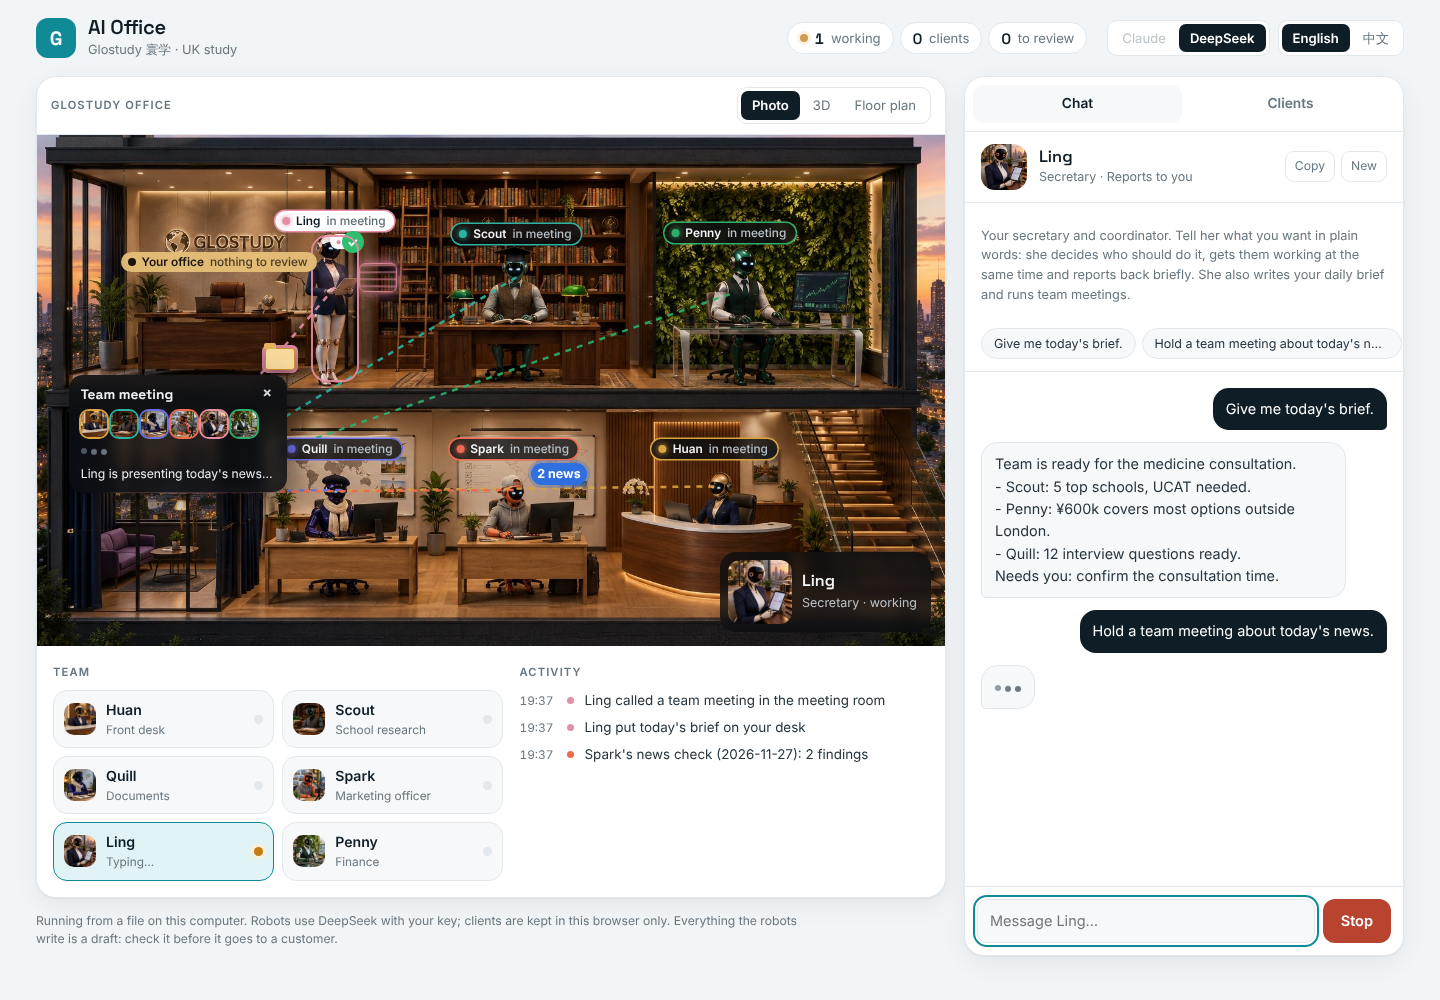 G
AI Office
Glostudy 寰学 · UK study
1 working
0 clients
0 to review
Claude
DeepSeek
English
中文
GLOSTUDY OFFICE
Photo
3D
Floor plan
Chat
Clients
Ling
Secretary · Reports to you
Copy
New
Your secretary and coordinator. Tell her what you want in plain
words: she decides who should do it, gets them working at the
same time and reports back briefly. She also writes your daily brief
and runs team meetings.
Give me today's brief.
Hold a team meeting about today's n...
Give me today's brief.
Team is ready for the medicine consultation.
- Scout: 5 top schools, UCAT needed.
- Penny: ¥600k covers most options outside
London.
- Quill: 12 interview questions ready.
Needs you: confirm the consultation time.
Hold a team meeting about today's news.
Message Ling...
Stop
Ling in meeting
Scout in meeting
Penny in meeting
GLOSTUDY
Your office nothing to review
Team meeting
×
Ling is presenting today's news...
Quill in meeting
Spark in meeting
Huan in meeting
2 news
Ling
Secretary · working
TEAM
Huan
Front desk
Scout
School research
Quill
Documents
Spark
Marketing officer
Ling
Typing...
Penny
Finance
ACTIVITY
19:37 Ling called a team meeting in the meeting room
19:37 Ling put today's brief on your desk
19:37 Spark's news check (2026-11-27): 2 findings
Running from a file on this computer. Robots use DeepSeek with your key; clients are kept in this browser only. Everything the robots
write is a draft: check it before it goes to a customer.